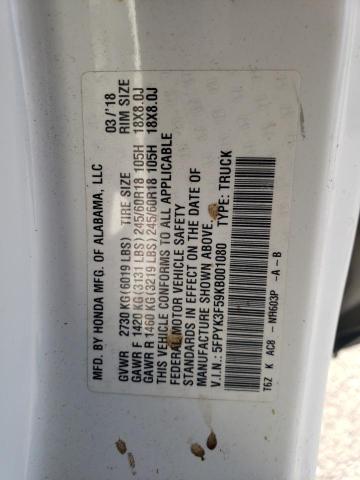 MFD. BY HONDA MFG. OF ALABAMA, LLC 03/'18
GVWR 2730 KG(6019 LBS) TIRE SIZE RIM SIZE
GAWR F 1420 KG(3131 LBS) 245/60R18 105H 18X8.0J
GAWR R 1460 KG(3219 LBS) 245/60R18 105H 18X8.0J
THIS VEHICLE CONFORMS TO ALL APPLICABLE
FEDERAL MOTOR VEHICLE SAFETY
STANDARDS IN EFFECT ON THE DATE OF
MANUFACTURE SHOWN ABOVE.
V.I.N.: 5FPYK3F59KB001080 TYPE: TRUCK
T6Z K AC8 -NR603P -A-B